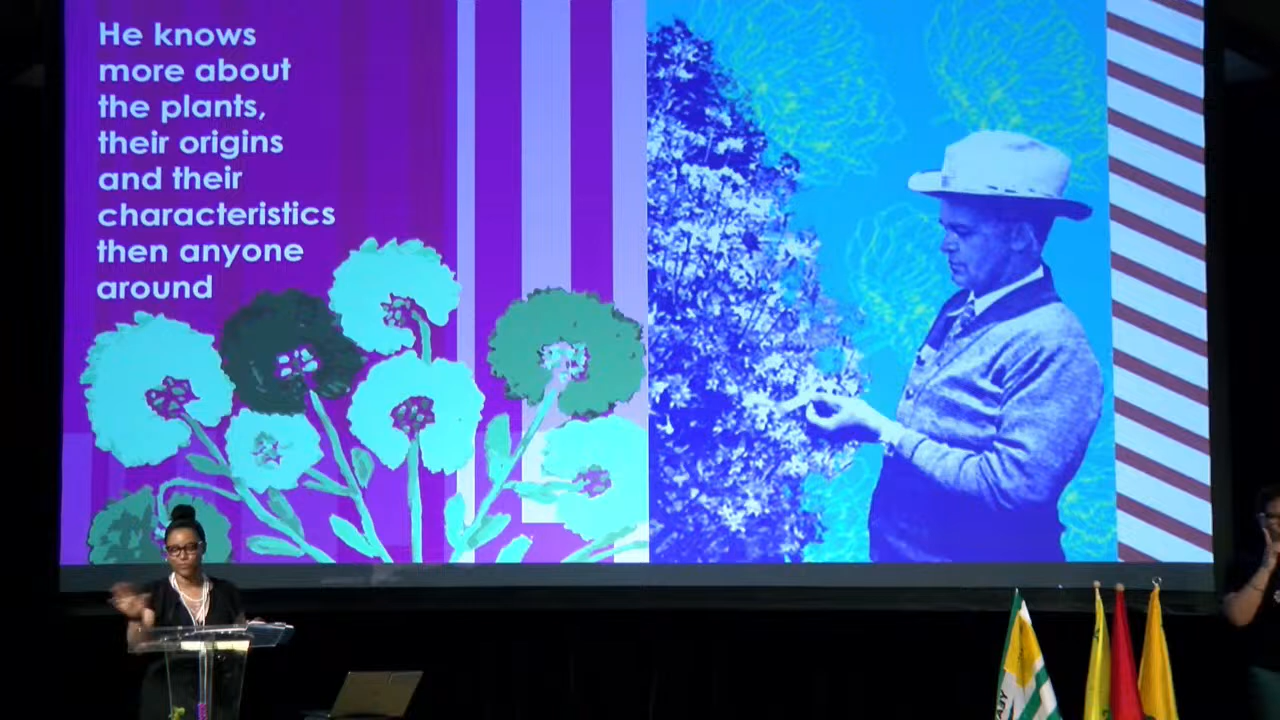 He knows
more about
the plants,
their origins
and their
characteristics
then anyone
around